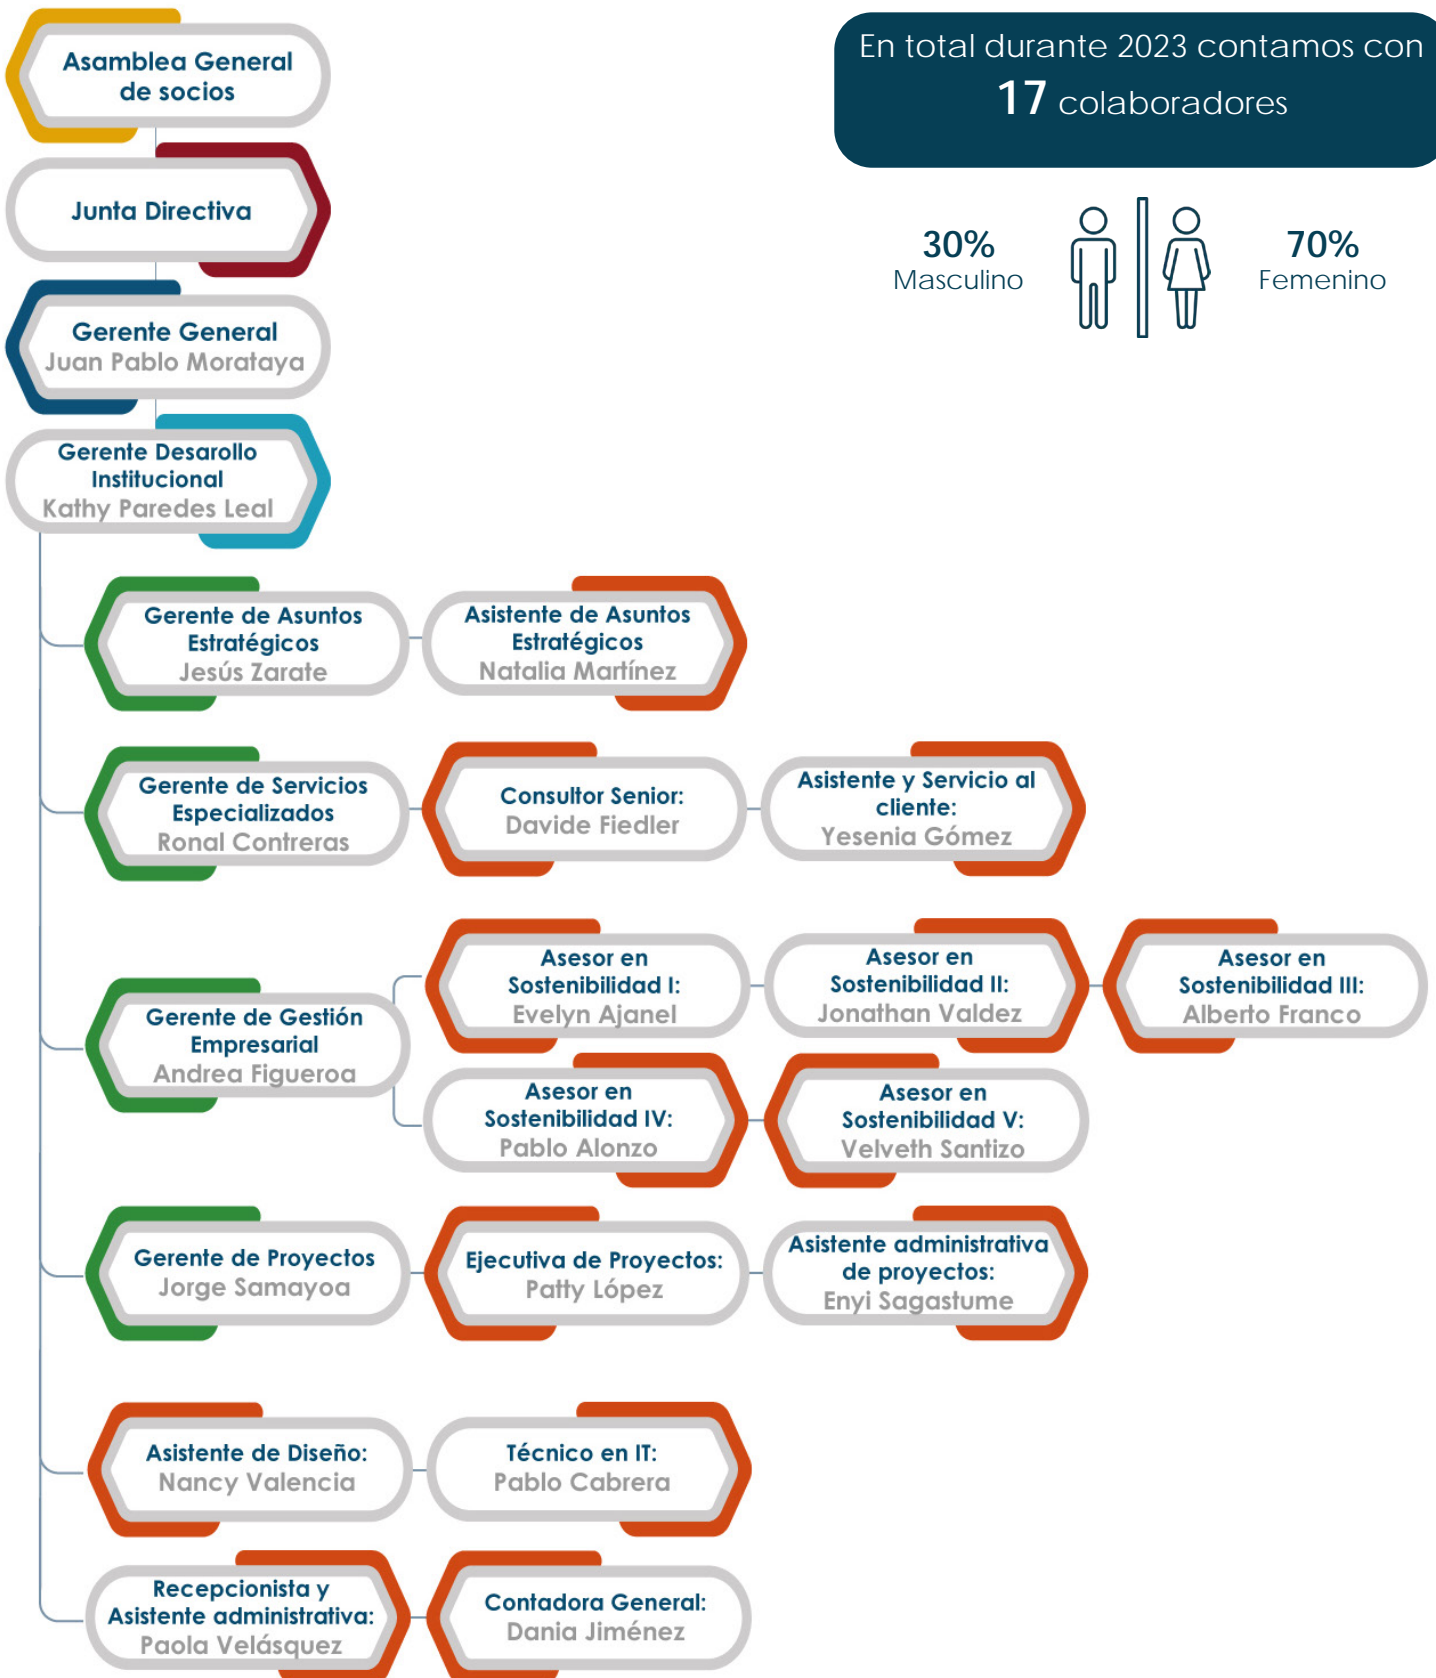 Asamblea General
de socios
Junta Directiva
Gerente General
Juan Pablo Morataya
Gerente Desarollo
Institucional
Kathy Paredes Leal
En total durante 2023 contamos con
17 colaboradores
30%
Masculino
70%
Femenino
Gerente de Asuntos
Estratégicos
Jesús Zarate
Asistente de Asuntos
Estratégicos
Natalia Martínez
Gerente de Servicios
Especializados
Ronal Contreras
Consultor Senior:
Davide Fiedler
Asistente y Servicio al
cliente:
Yesenia Gómez
Gerente de Gestión
Empresarial
Andrea Figueroa
Asesor en
Sostenibilidad I:
Evelyn Ajanel
Asesor en
Sostenibilidad II:
Jonathan Valdez
Asesor en
Sostenibilidad III:
Alberto Franco
Asesor en
Sostenibilidad IV:
Pablo Alonzo
Asesor en
Sostenibilidad V:
Velveth Santizo
Gerente de Proyectos
Jorge Samayoa
Ejecutiva de Proyectos:
Patty López
Asistente administrativa
de proyectos:
Enyi Sagastume
Asistente de Diseño:
Nancy Valencia
Técnico en IT:
Pablo Cabrera
Recepcionista y
Asistente administrativa:
Paola Velásquez
Contadora General:
Dania Jiménez